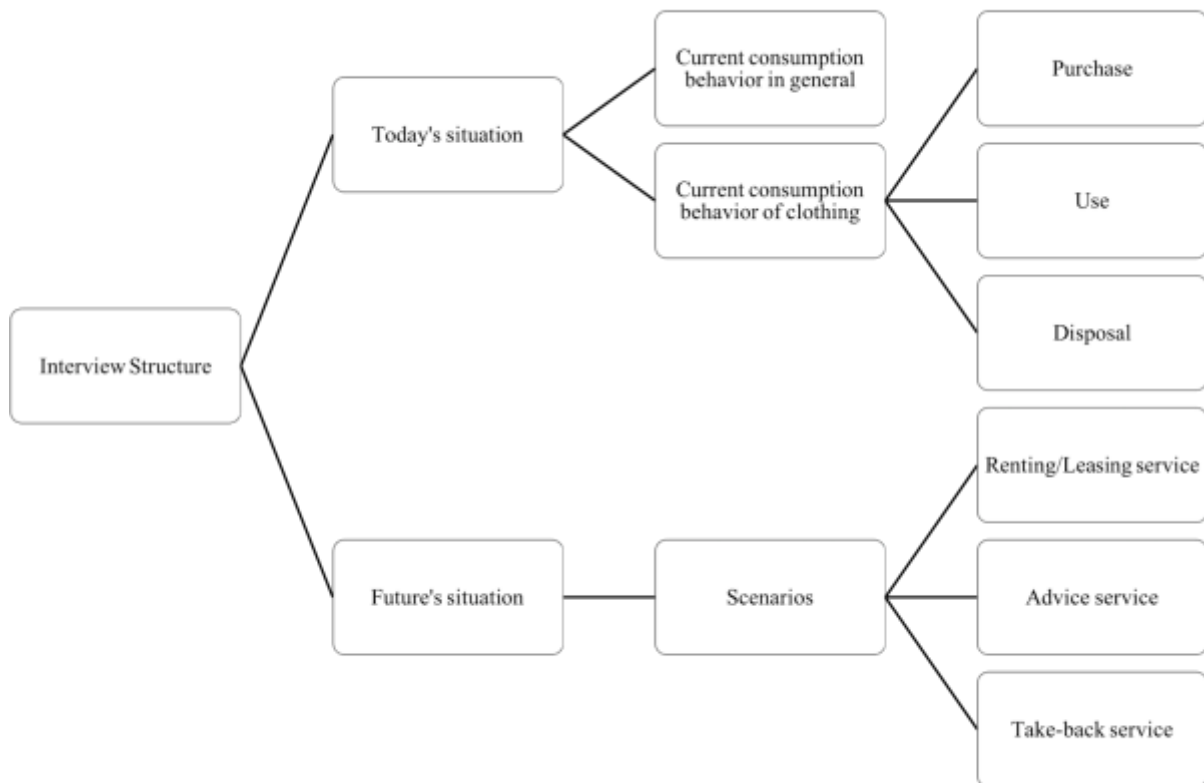 Interview Structure
Today's situation
Current consumption
behavior in general
Current consumption
behavior of clothing
Purchase
Use
Disposal
Future's situation
Scenarios
Renting/Leasing service
Advice service
Take-back service